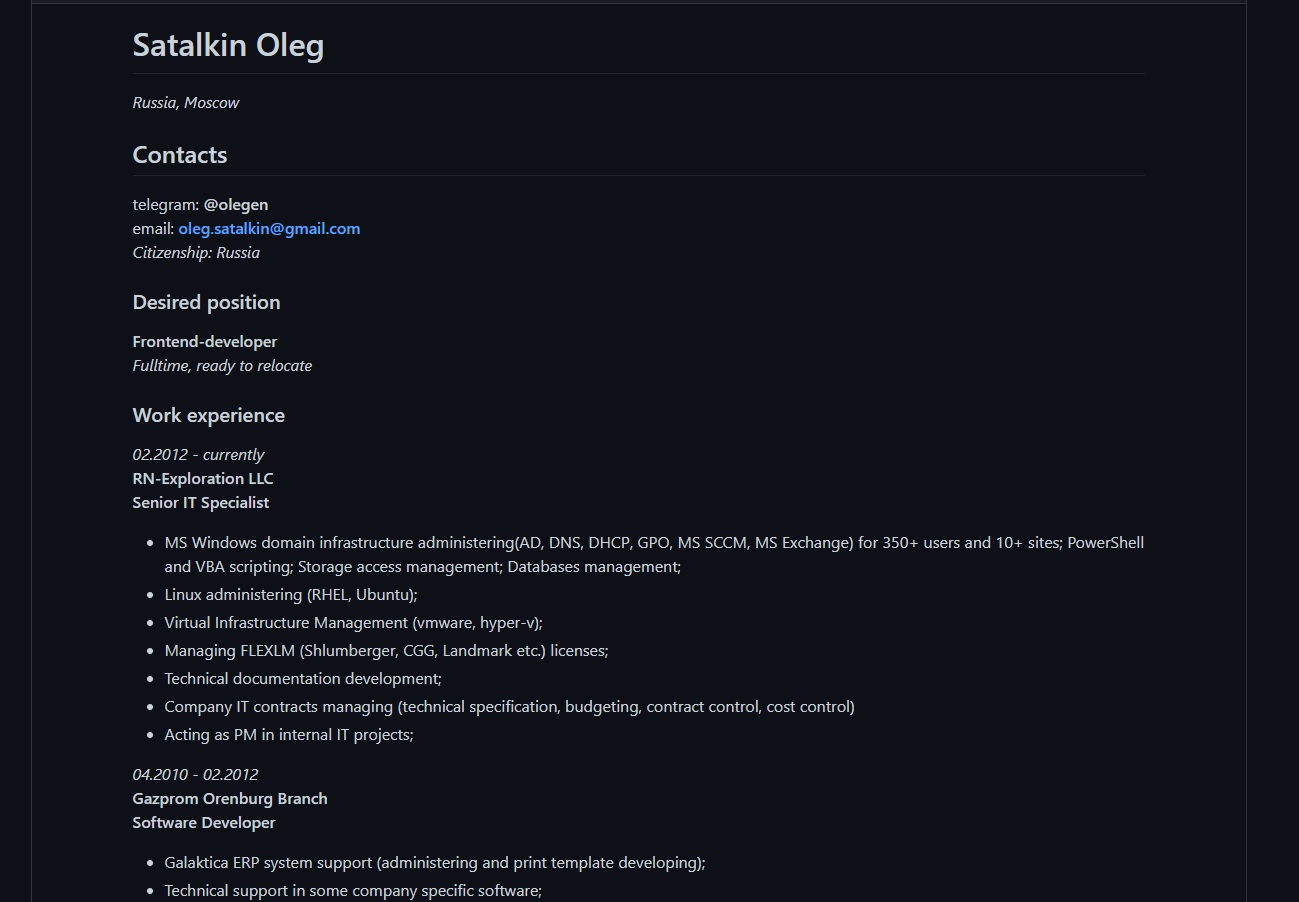 Satalkin Oleg
Russia, Moscow
Contacts
telegram: @olegen
email: oleg.satalkin@gmail.com
Citizenship: Russia
Desired position
Frontend-developer
Fulltime, ready to relocate
Work experience
02.2012 - currently
RN-Exploration LLC
Senior IT Specialist
• MS Windows domain infrastructure administering(AD, DNS, DHCP, GPO, MS SCCM, MS Exchange) for 350+ users and 10+ sites; PowerShell
and VBA scripting; Storage access management; Databases management;
• Linux administering (RHEL, Ubuntu);
• Virtual Infrastructure Management (vmware, hyper-v);
• Managing FLEXLM (Shlumberger, CGG, Landmark etc.) licenses;
• Technical documentation development;
• Company IT contracts managing (technical specification, budgeting, contract control, cost control)
• Acting as PM in internal IT projects;
04.2010 - 02.2012
Gazprom Orenburg Branch
Software Developer
• Galaktica ERP system support (administering and print template developing);
• Technical support in some company specific software;